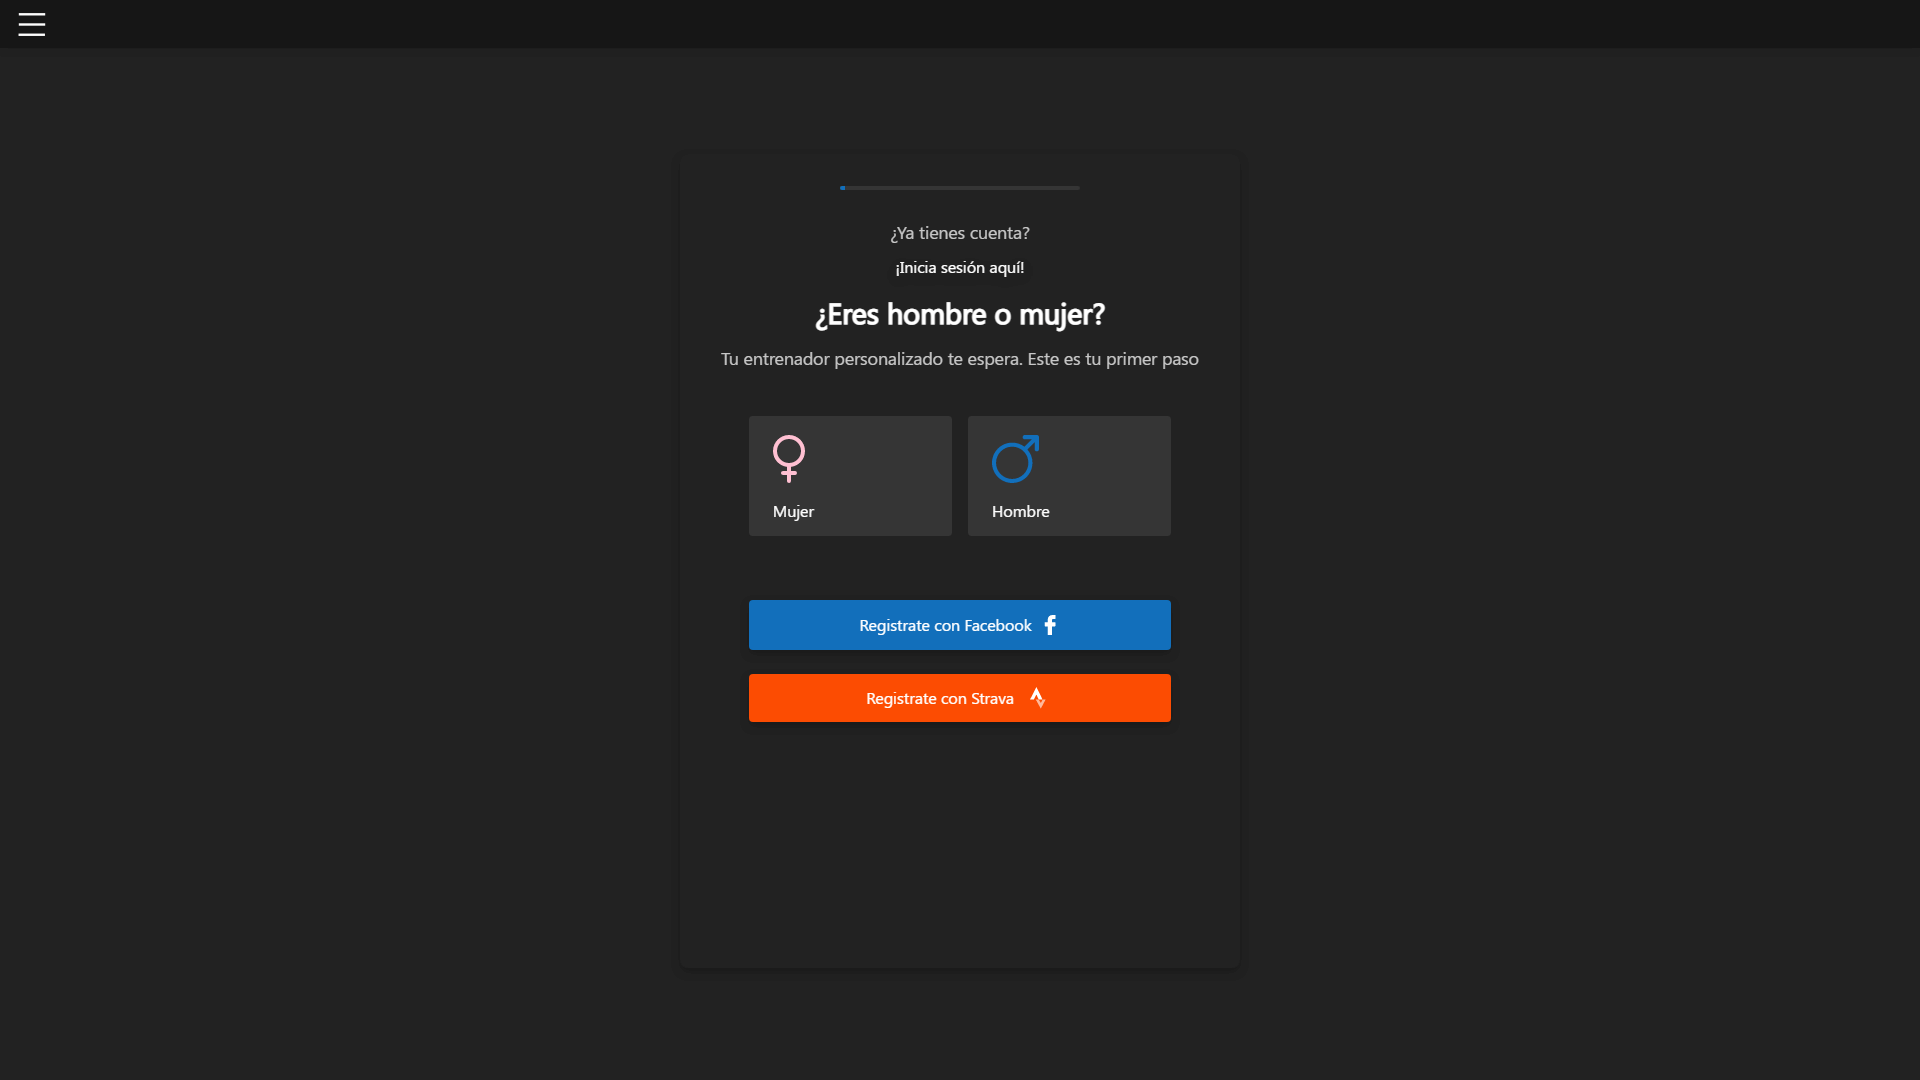 ¿Ya tienes cuenta?
¡Inicia sesión aquí!
¿Eres hombre o mujer?
Tu entrenador personalizado te espera. Este es tu primer paso
Mujer
Hombre
Registrate con Facebook
Registrate con Strava